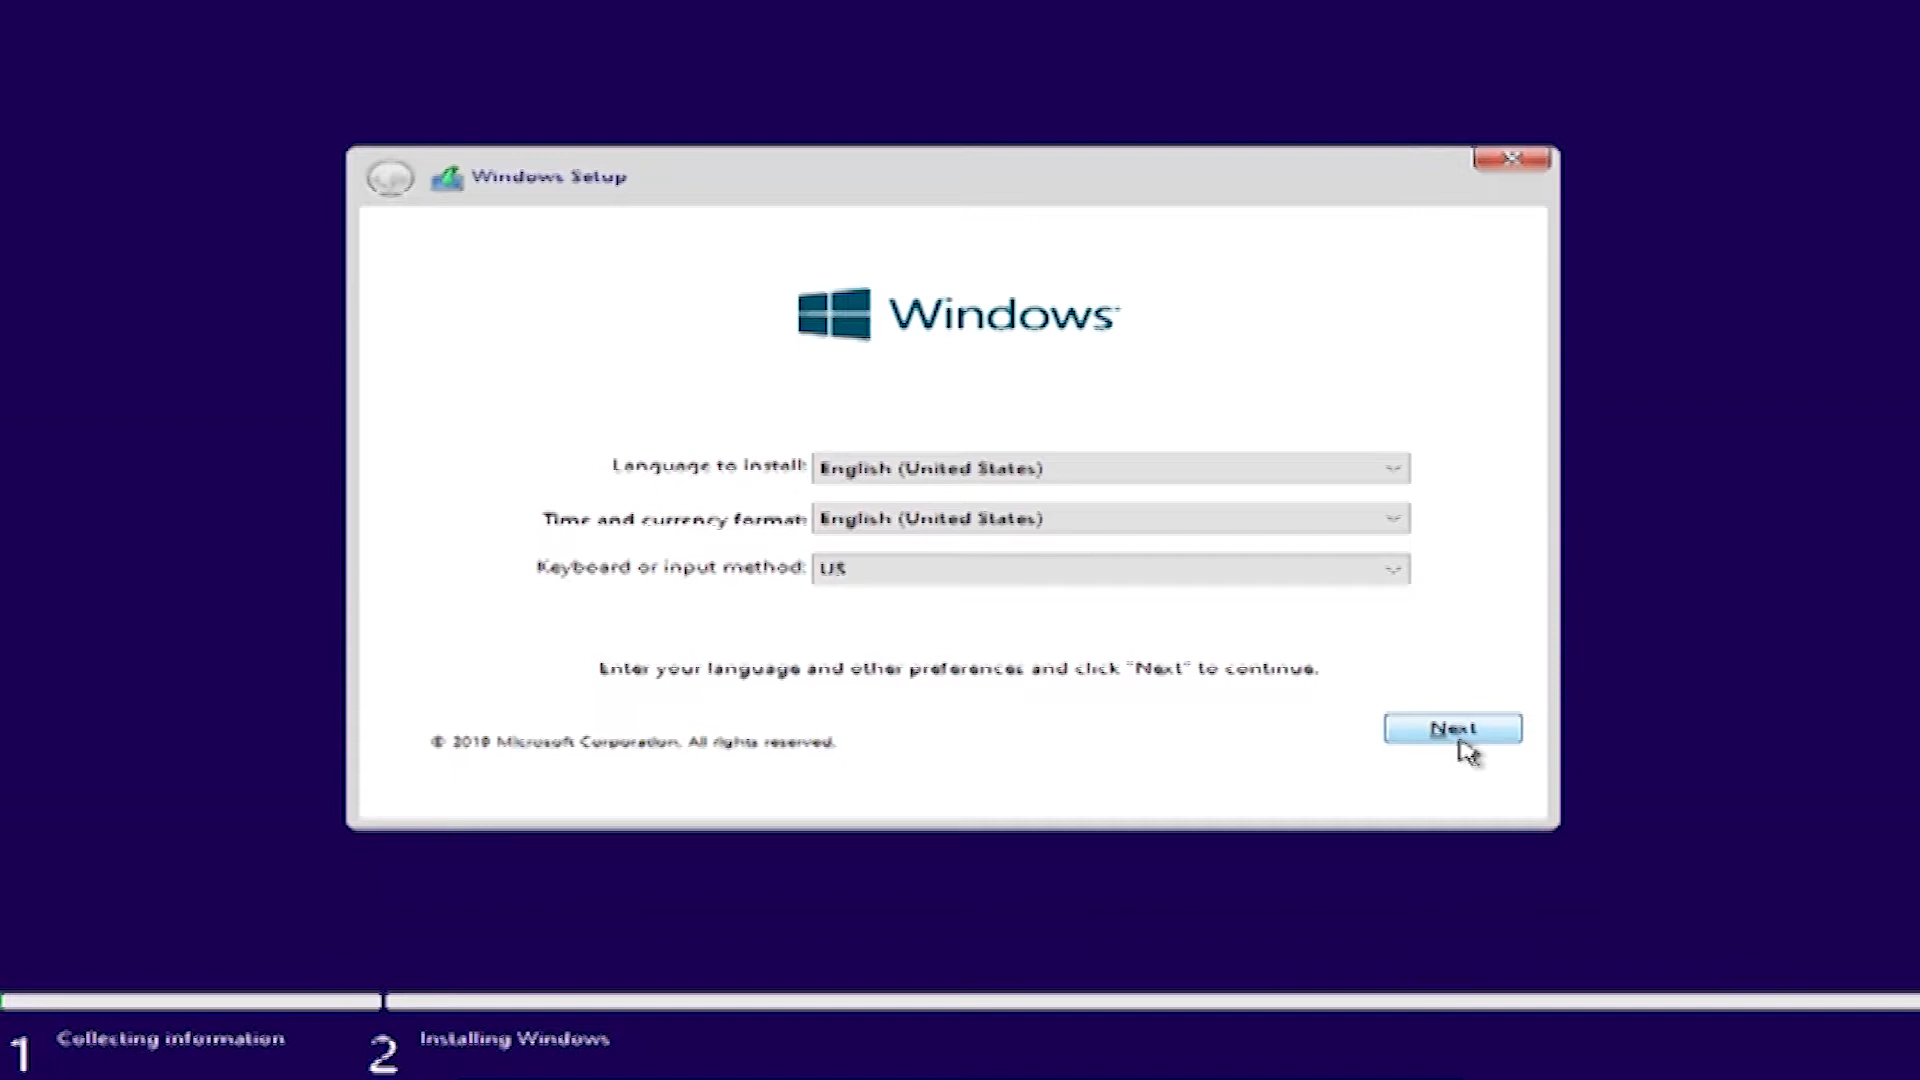 Windows Setup
Windows
Language to install: English (United States)
Time and currency format: English (United States)
Keyboard or input method: US
Enter your language and other preferences and click "Next" to continue.
Next
© 2019 Microsoft Corporation. All rights reserved.
1 Collecting information
2 Installing Windows